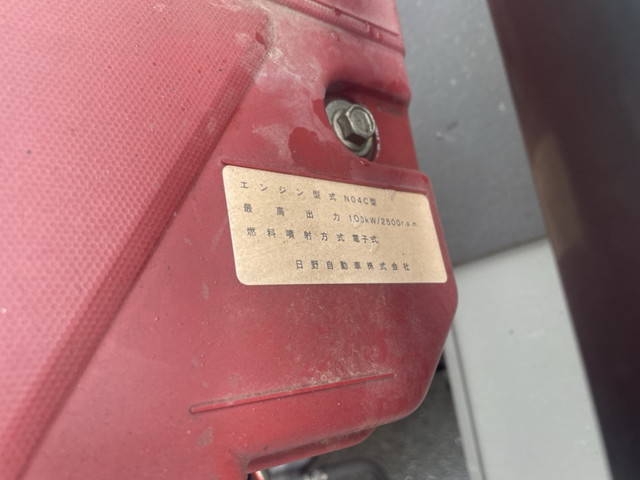 エンジン型式 N04C型
最高出力 100kW/2500rpm
燃料噴射方式 電子式
日野自動車株式会社